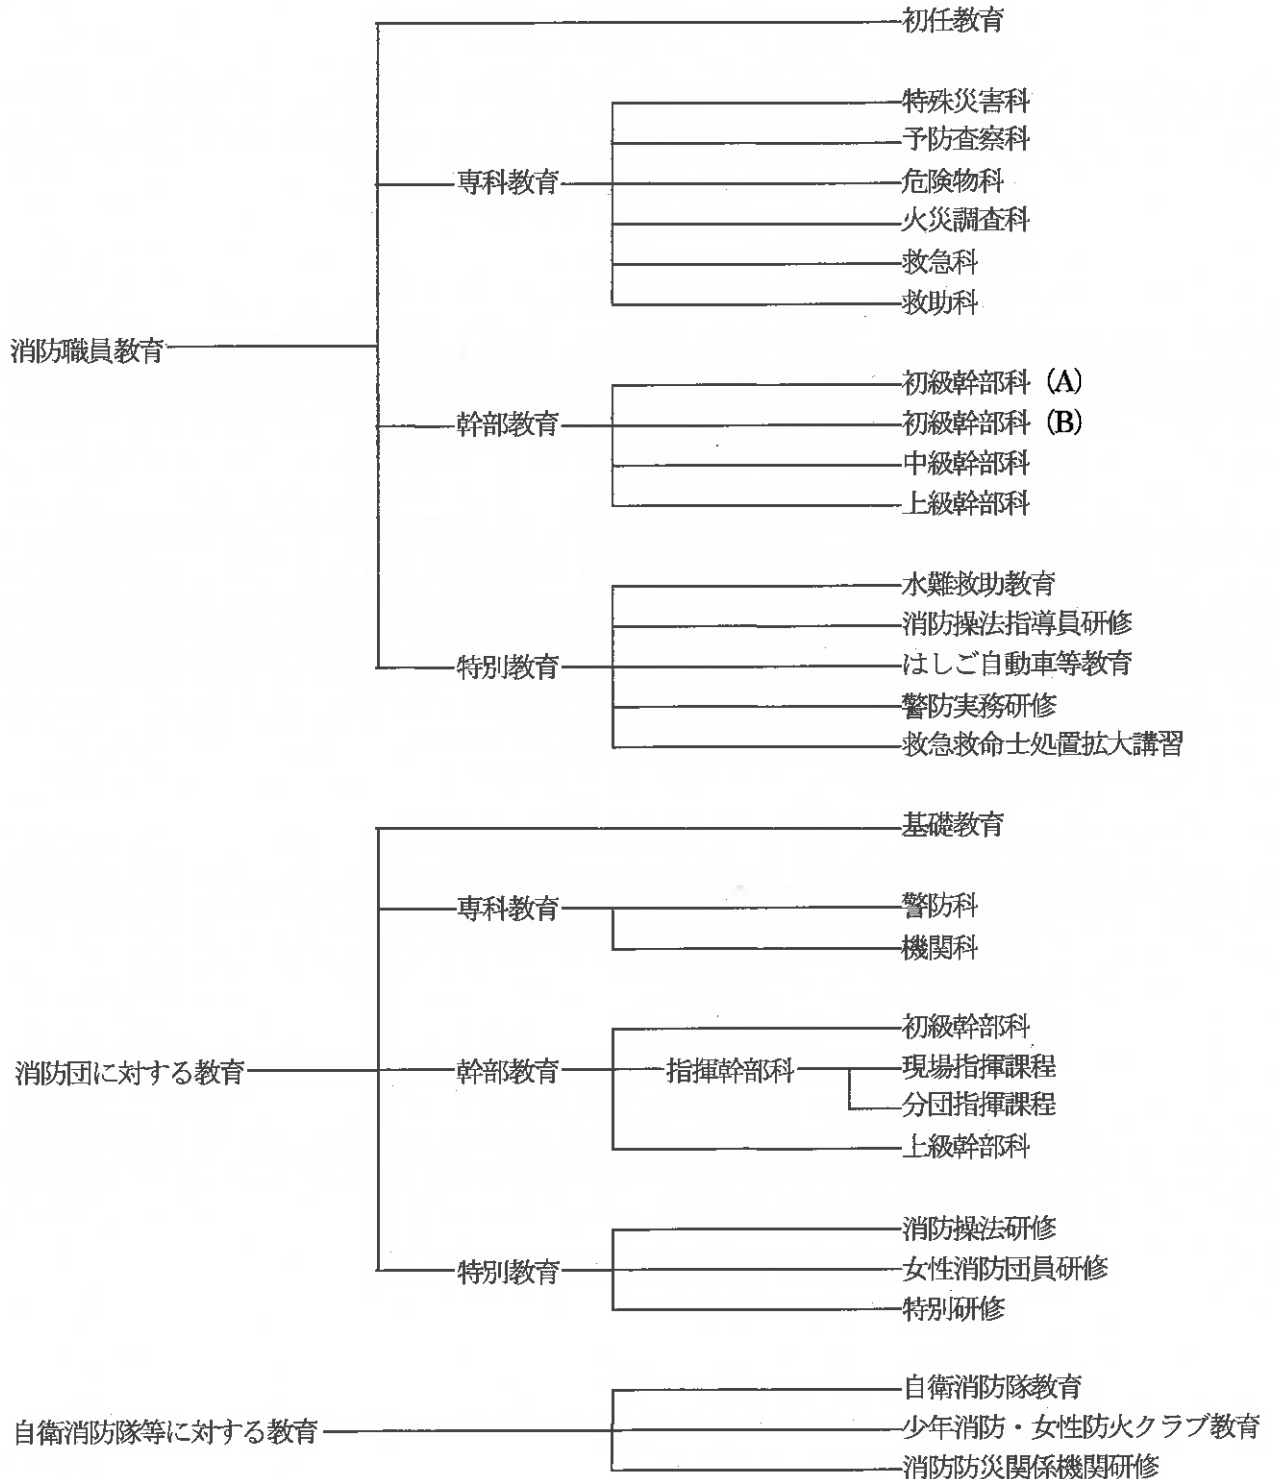 初任教育
特殊災害科
予防査察科
専科教育
危険物科
火災調査科
救急科
救助科
消防職員教育
初級幹部科（A）
幹部教育
初級幹部科（B）
中級幹部科
上級幹部科
水難救助教育
消防操法指導員研修
特別教育
はしご自動車等教育
警防実務研修
救急救命士処置拡大講習
基礎教育
専科教育
警防科
機関科
初級幹部科
消防団に対する教育
幹部教育
指揮幹部科
現場指揮課程
分団指揮課程
上級幹部科
消防操法研修
特別教育
女性消防団員研修
特別研修
自衛消防隊教育
自衛消防隊等に対する教育
少年消防・女性防火クラブ教育
消防防災関係機関研修